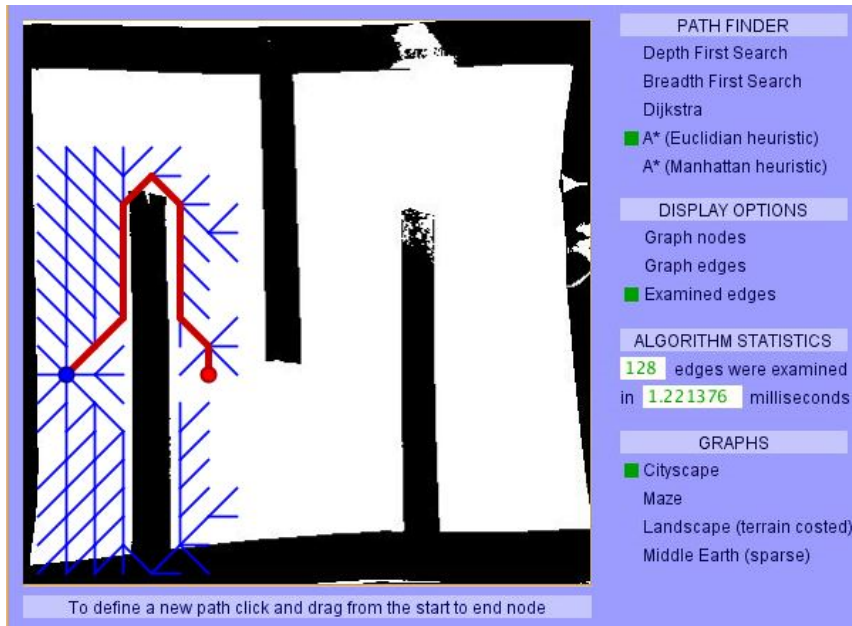 PATH FINDER
Depth First Search
Breadth First Search
Dijkstra
A* (Euclidian heuristic)
A* (Manhattan heuristic)
DISPLAY OPTIONS
Graph nodes
Graph edges
Examined edges
ALGORITHM STATISTICS
128 edges were examined
in 1.221376 milliseconds
GRAPHS
Cityscape
Maze
Landscape (terrain costed)
Middle Earth (sparse)
To define a new path click and drag from the start to end node